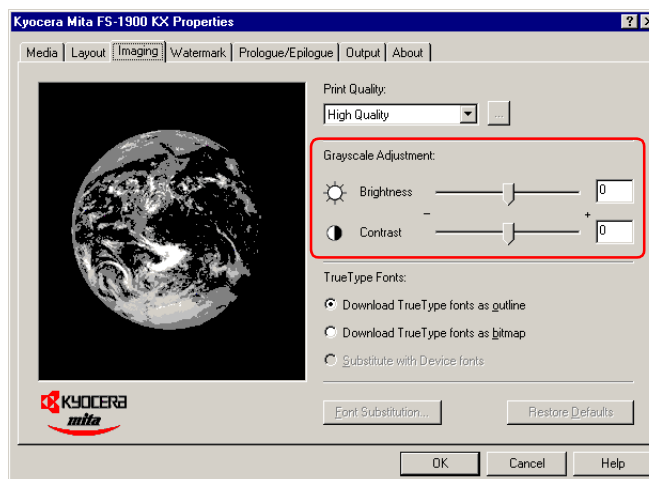 Kyocera Mita FS-1900 KX Properties
Media Layout Imaging Watermark Prologue/Epilogue Output About
Print Quality:
High Quality ...
Grayscale Adjustment:
Brightness 0
- +
Contrast 0
TrueType Fonts:
Download TrueType fonts as outline
Download TrueType fonts as bitmap
Substitute with Device fonts
KYOCERA
mita
Font Substitution... Restore Defaults
OK Cancel Help